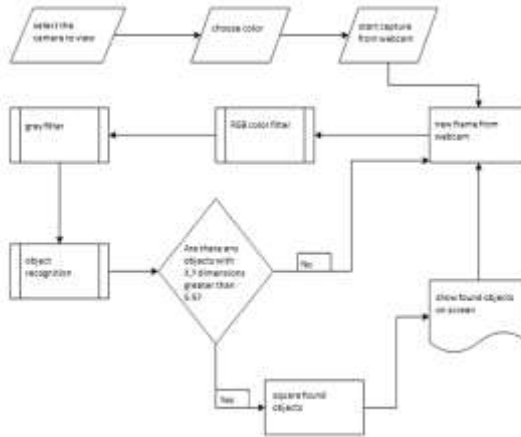 select the
camera to view
choose color
start capture
from webcam
gray filter
RGB color filter
new frame from
webcam
object
recognition
Are there any
objects with
X,Y dimensions
greater than
No
show found objects
on screen
Yes
square found
objects